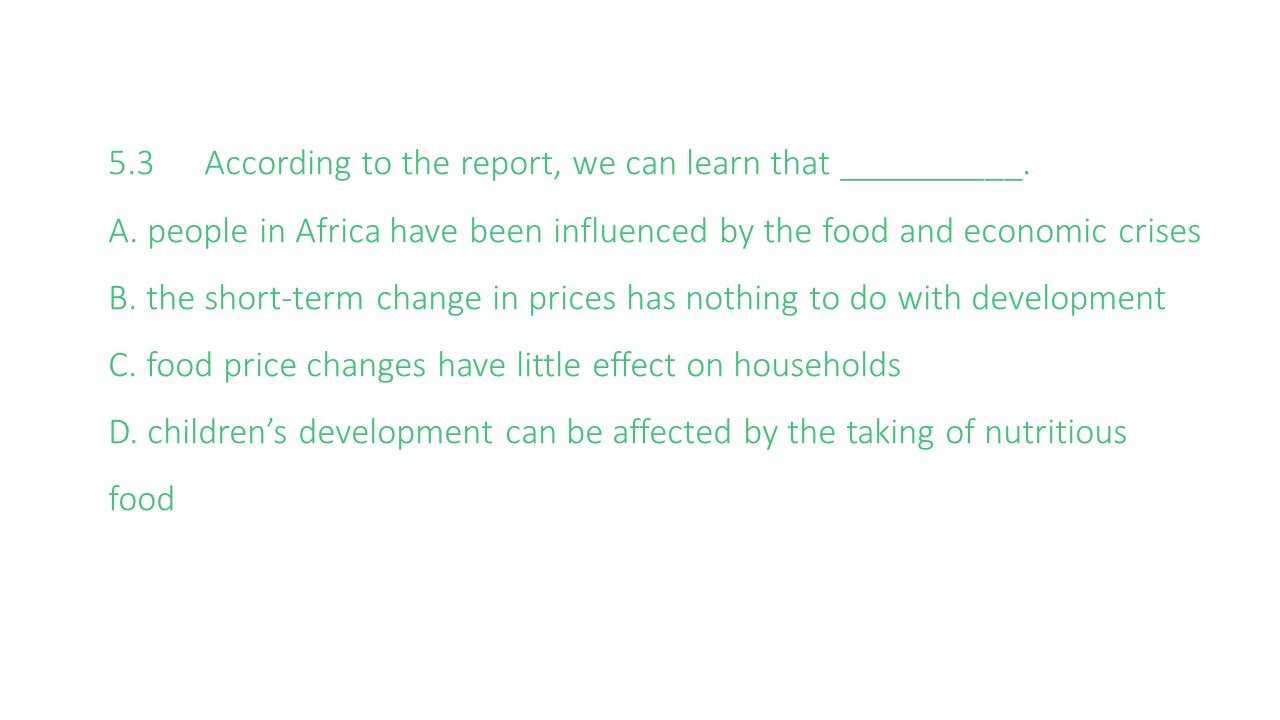 5.3 According to the report, we can learn that __________.
A. people in Africa have been influenced by the food and economic crises
B. the short-term change in prices has nothing to do with development
C. food price changes have little effect on households
D. children’s development can be affected by the taking of nutritious
food